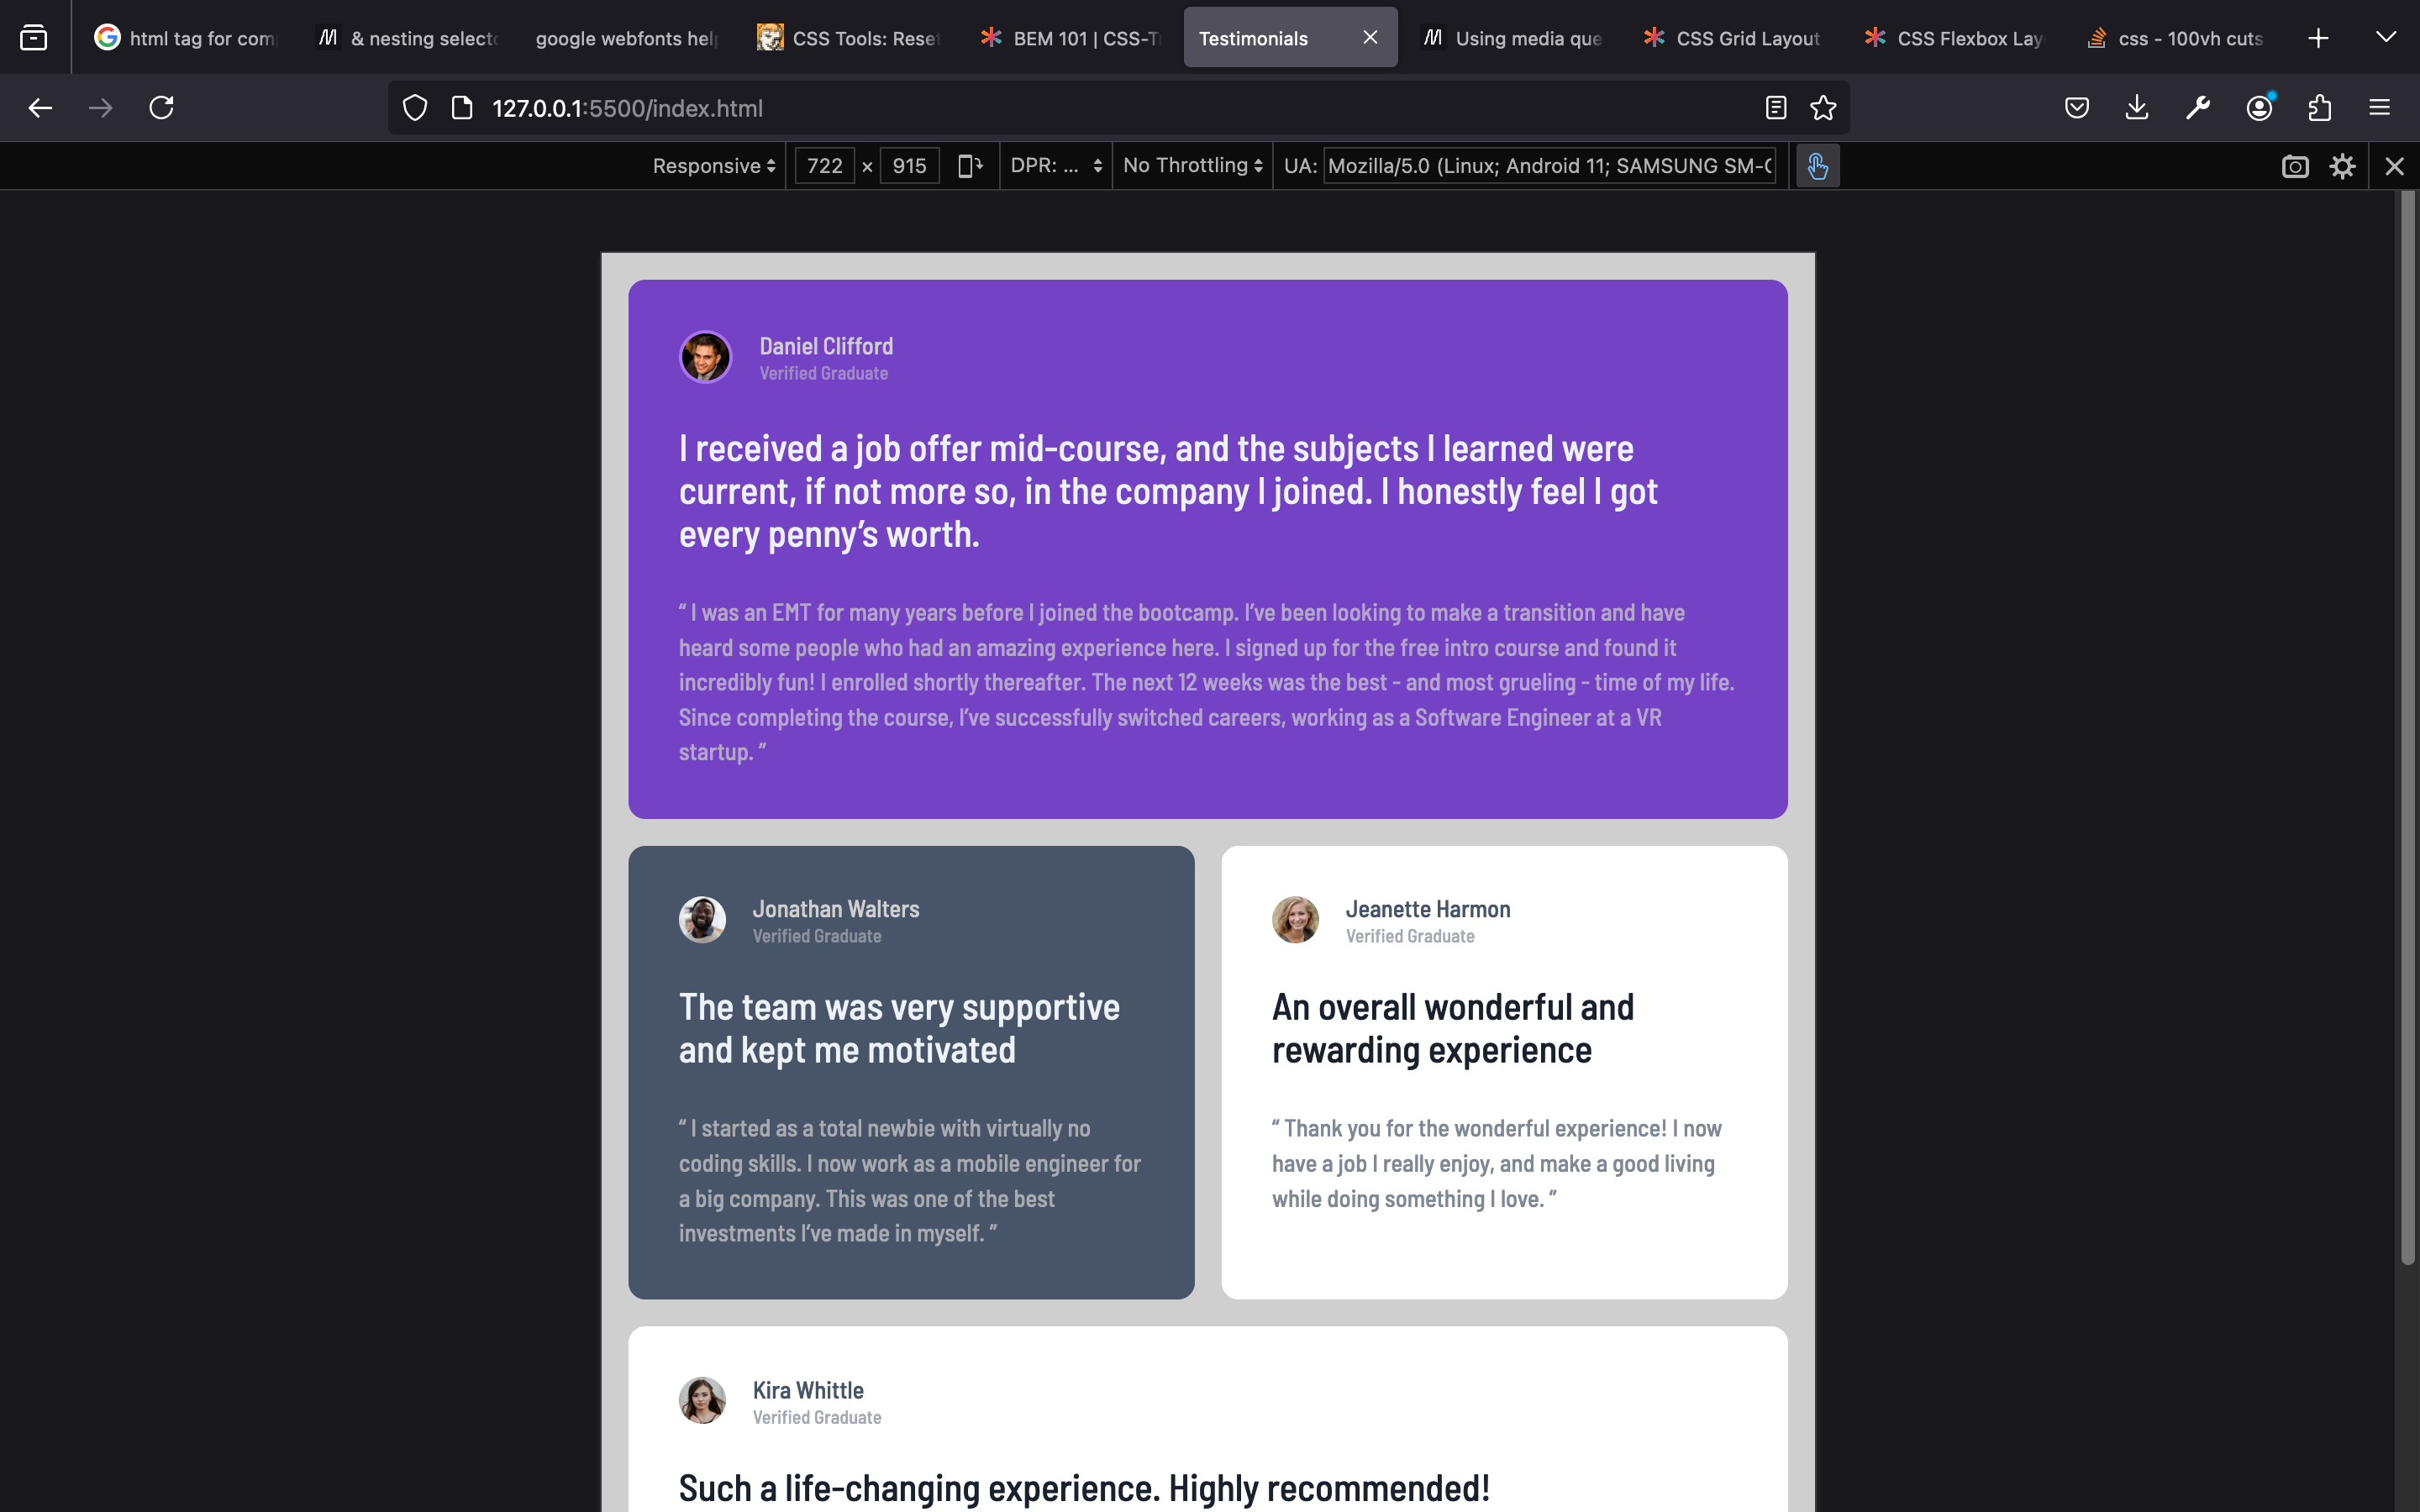 html tag for com
& nesting selecto
google webfonts help
CSS Tools: Reset
BEM 101 | CSS-T
Testimonials
Using media que
CSS Grid Layout
CSS Flexbox Lay
css - 100vh cuts
127.0.0.1:5500/index.html
Responsive
722 × 915
DPR: ...
No Throttling
UA: Mozilla/5.0 (Linux; Android 11; SAMSUNG SM-G
Daniel Clifford
Verified Graduate
I received a job offer mid-course, and the subjects I learned were
current, if not more so, in the company I joined. I honestly feel I got
every penny’s worth.
“ I was an EMT for many years before I joined the bootcamp. I’ve been looking to make a transition and have
heard some people who had an amazing experience here. I signed up for the free intro course and found it
incredibly fun! I enrolled shortly thereafter. The next 12 weeks was the best - and most grueling - time of my life.
Since completing the course, I’ve successfully switched careers, working as a Software Engineer at a VR
startup. ”
Jonathan Walters
Verified Graduate
The team was very supportive
and kept me motivated
“ I started as a total newbie with virtually no
coding skills. I now work as a mobile engineer for
a big company. This was one of the best
investments I’ve made in myself. ”
Jeanette Harmon
Verified Graduate
An overall wonderful and
rewarding experience
“ Thank you for the wonderful experience! I now
have a job I really enjoy, and make a good living
while doing something I love. ”
Kira Whittle
Verified Graduate
Such a life-changing experience. Highly recommended!